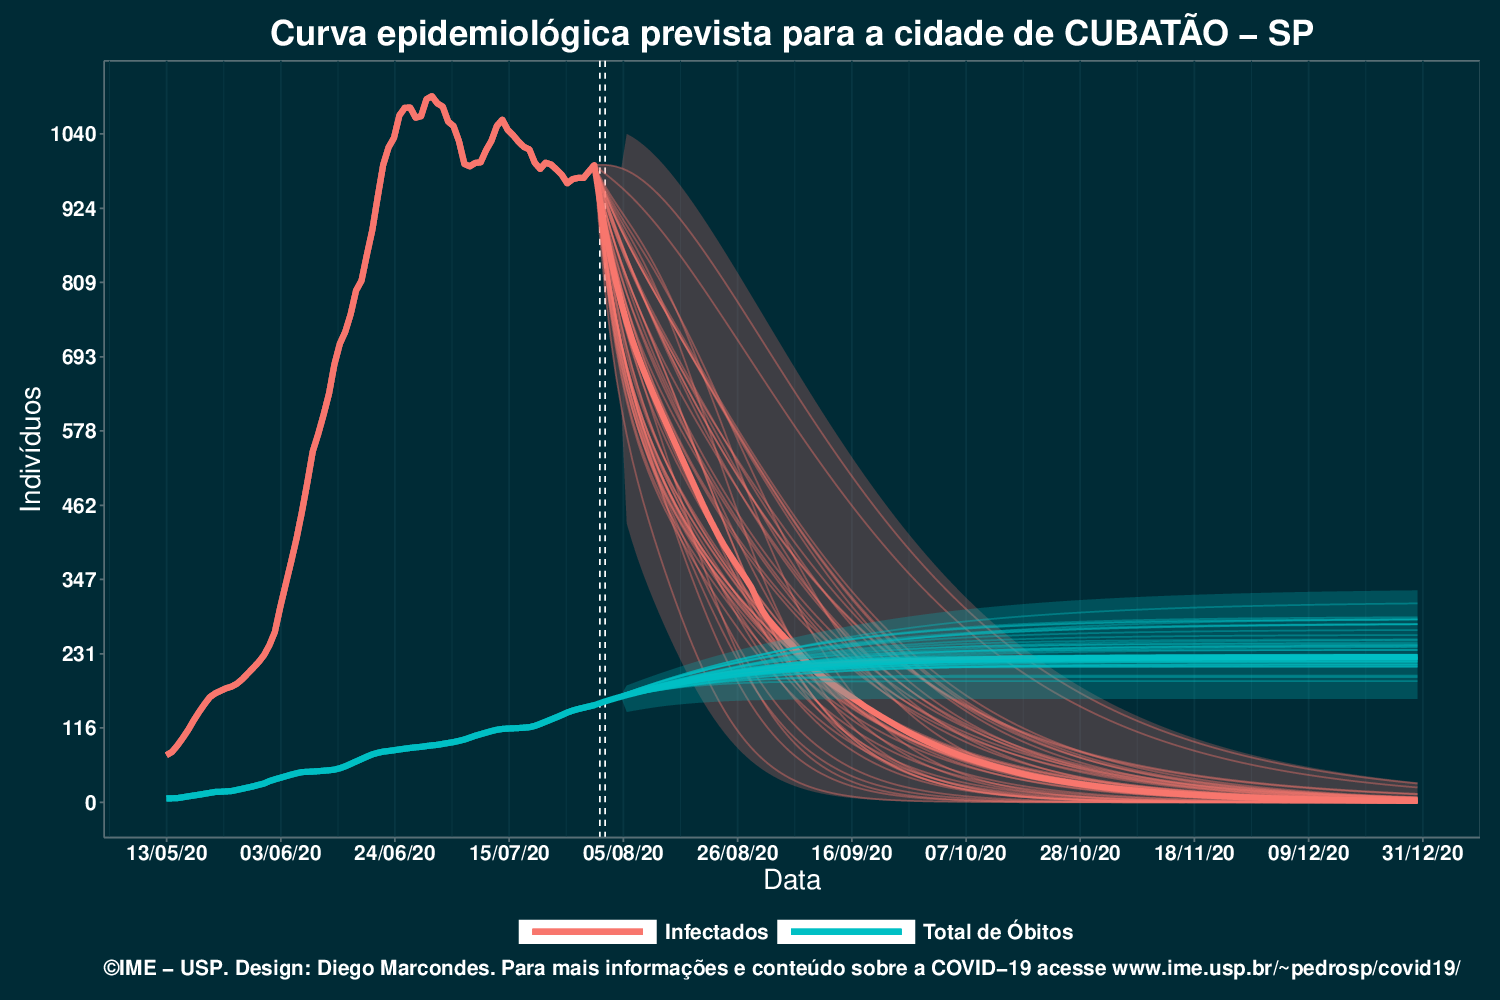 Curva epidemiológica prevista para a cidade de CUBATÃO − SP
1040
924
809
693
578
462
347
231
116
0
Indivíduos
13/05/20 03/06/20 24/06/20 15/07/20 05/08/20 26/08/20 16/09/20 07/10/20 28/10/20 18/11/20 09/12/20 31/12/20
Data
Infectados Total de Óbitos
©IME − USP. Design: Diego Marcondes. Para mais informações e conteúdo sobre a COVID−19 acesse www.ime.usp.br/~pedrosp/covid19/